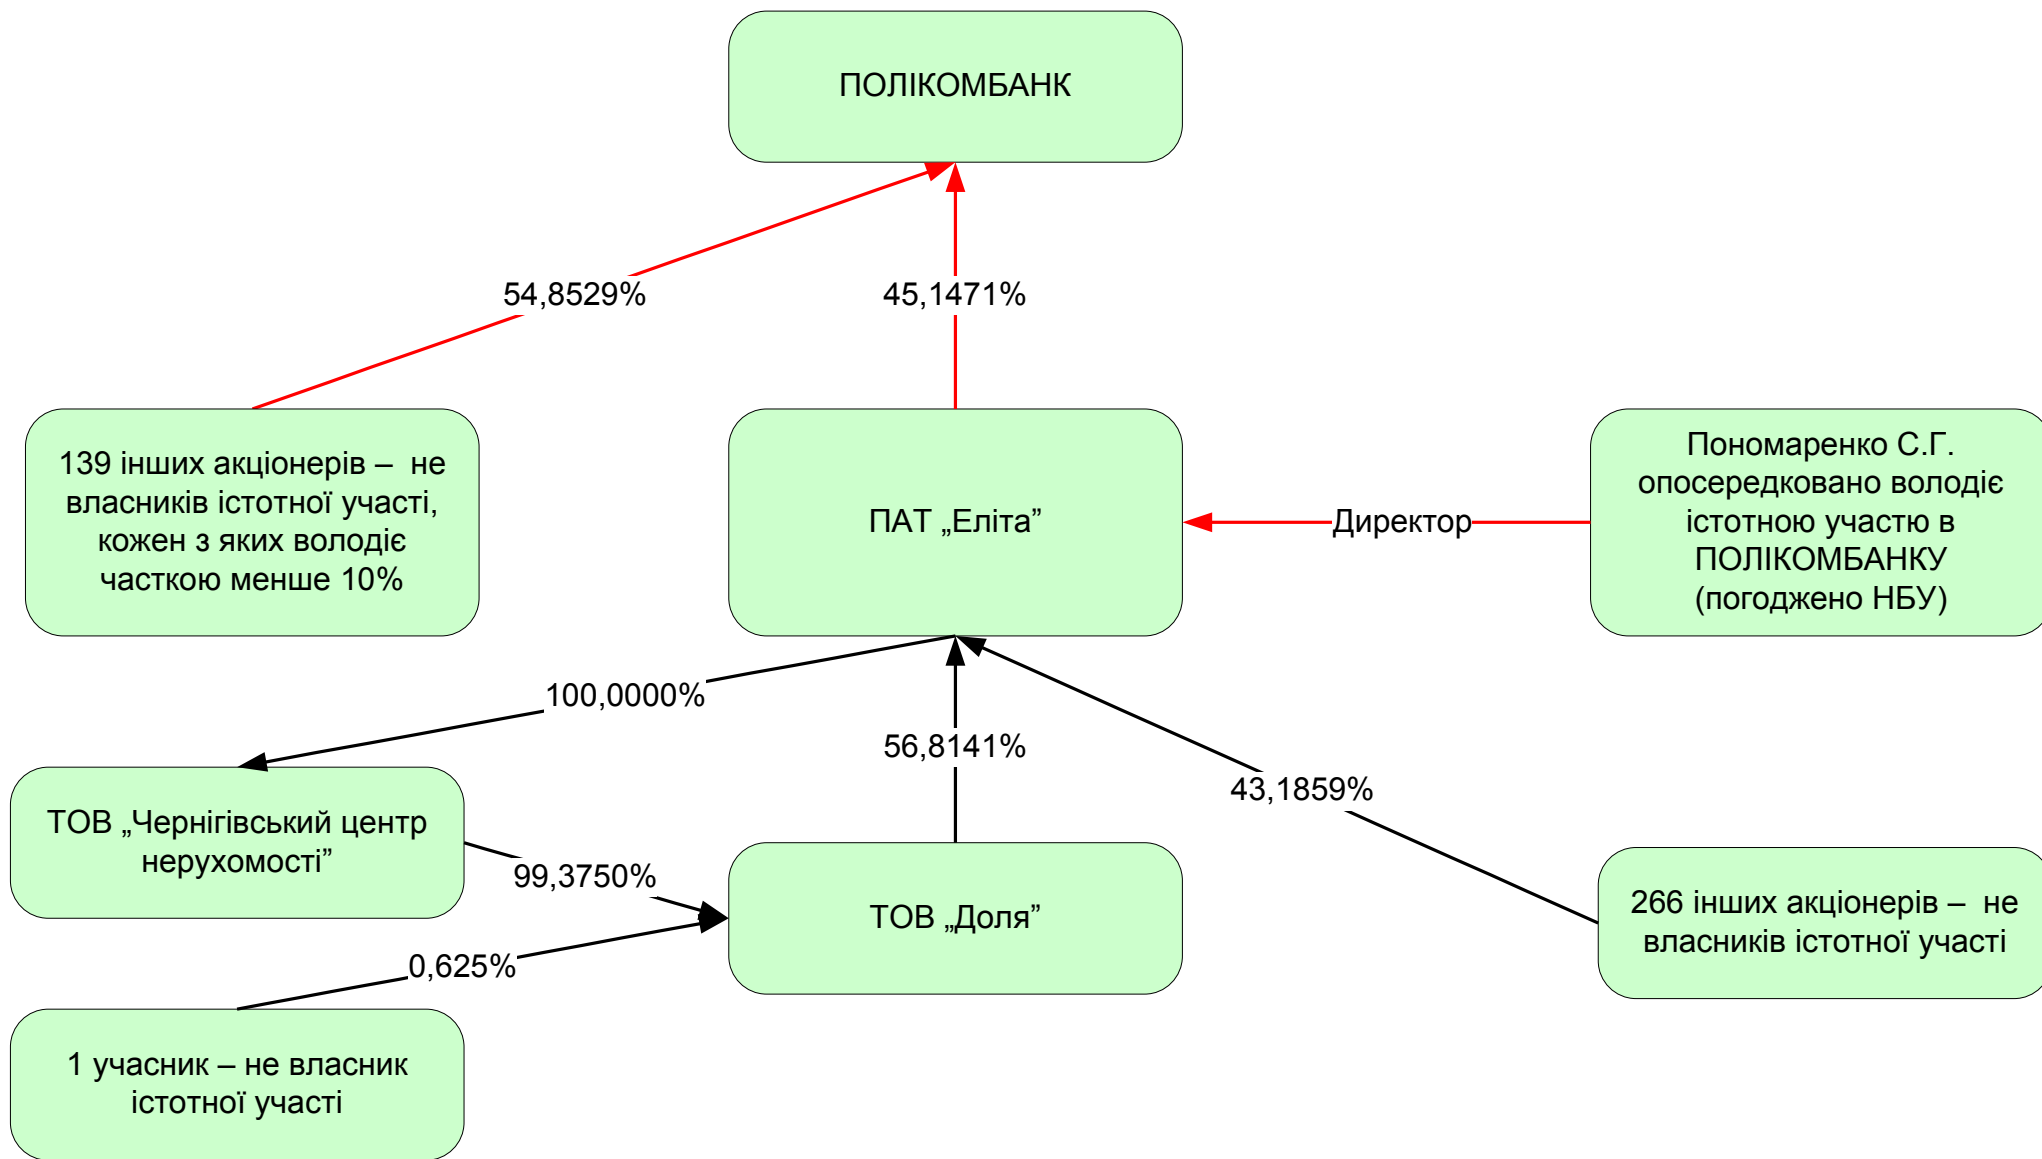 ПОЛІКОМБАНК
54,8529%
45,1471%
139 інших акціонерів – не
власників істотної участі,
кожен з яких володіє
часткою менше 10%
ПАТ „Еліта”
Директор
Пономаренко С.Г.
опосередковано володіє
істотною участю в
ПОЛІКОМБАНКУ
(погоджено НБУ)
100,0000%
56,8141%
43,1859%
ТОВ „Чернігівський центр
нерухомості”
99,3750%
ТОВ „Доля”
266 інших акціонерів – не
власників істотної участі
0,625%
1 учасник – не власник
істотної участі